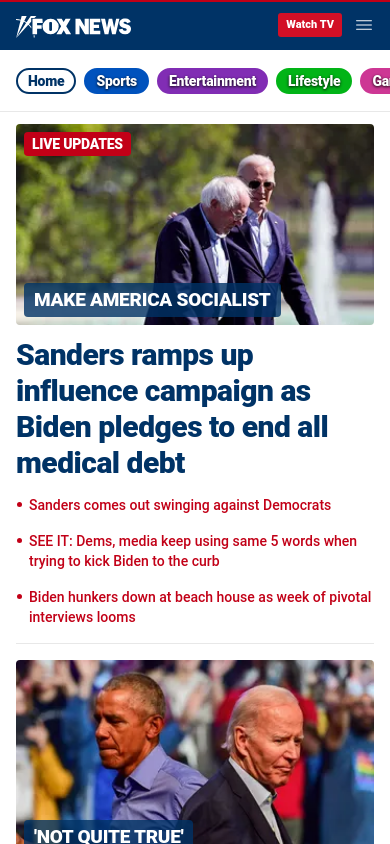 FOX NEWS
Watch TV
Home
Sports
Entertainment
Lifestyle
Ga
LIVE UPDATES
MAKE AMERICA SOCIALIST
Sanders ramps up
influence campaign as
Biden pledges to end all
medical debt
• Sanders comes out swinging against Democrats
• SEE IT: Dems, media keep using same 5 words when
trying to kick Biden to the curb
• Biden hunkers down at beach house as week of pivotal
interviews looms
'NOT QUITE TRUE'